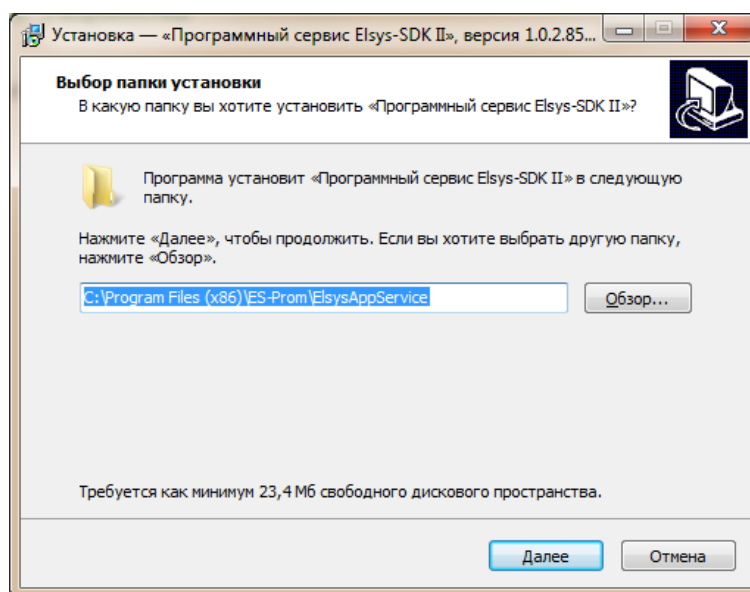 Установка — «Программный сервис Elsys-SDK II», версия 1.0.2.85...
Выбор папки установки
В какую папку вы хотите установить «Программный сервис Elsys-SDK II»?
Программа установит «Программный сервис Elsys-SDK II» в следующую
папку.
Нажмите «Далее», чтобы продолжить. Если вы хотите выбрать другую папку,
нажмите «Обзор».
C:\Program Files (x86)\ES-Prom\ElsysAppService
Обзор...
Требуется как минимум 23,4 Мб свободного дискового пространства.
Далее
Отмена